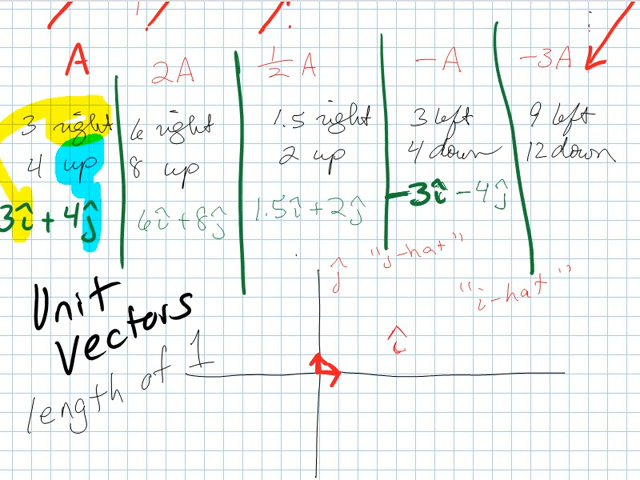 A 2A ½A −A −3A
3 right 6 right 1.5 right 3 left 9 left
4 up 8 up 2 up 4 down 12 down
3î + 4ĵ 6î + 8ĵ 1.5î + 2ĵ −3î − 4ĵ
ĵ "j-hat"
"i-hat"
î
Unit
vectors
length of 1